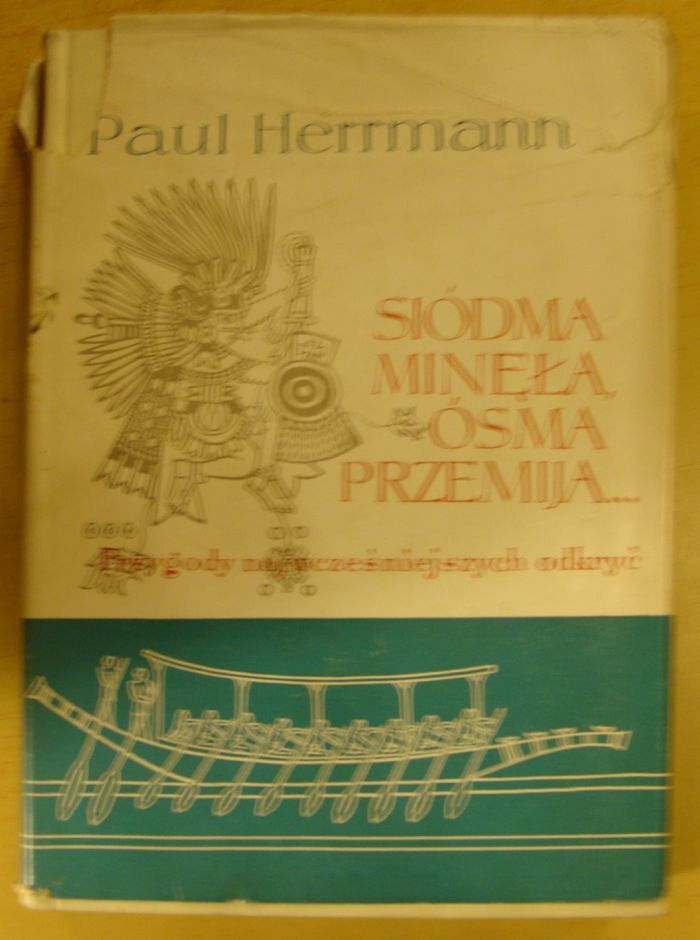 Paul Herrmann
SIÓDMA
MINĘŁA,
ÓSMA
PRZEMIJA...
Przygody najwcześniejszych odkryć